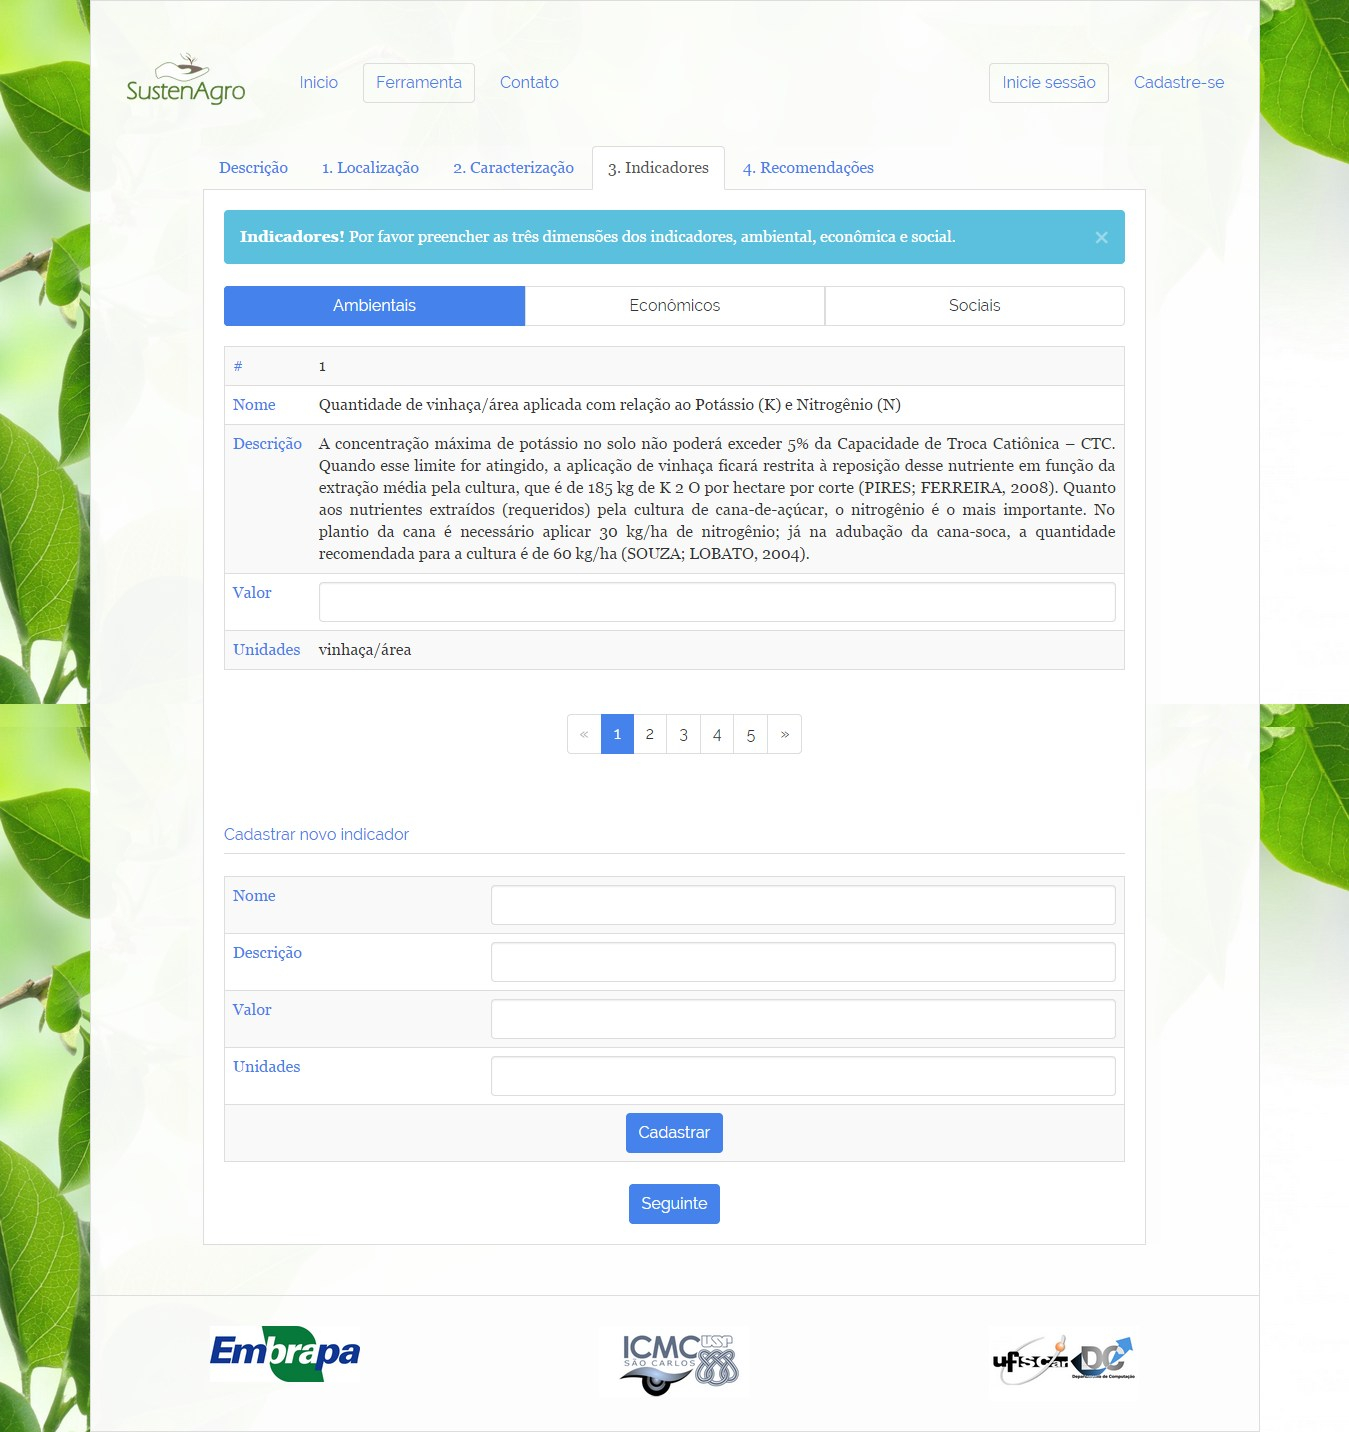 SustenAgro
Inicio
Ferramenta
Contato
Inicie sessão
Cadastre-se
Descrição
1. Localização
2. Caracterização
3. Indicadores
4. Recomendações
Indicadores! Por favor preencher as três dimensões dos indicadores, ambiental, econômica e social.
×
Ambientais
Econômicos
Sociais
# 1
Nome Quantidade de vinhaça/área aplicada com relação ao Potássio (K) e Nitrogênio (N)
Descrição A concentração máxima de potássio no solo não poderá exceder 5% da Capacidade de Troca Catiônica – CTC.
Quando esse limite for atingido, a aplicação de vinhaça ficará restrita à reposição desse nutriente em função da
extração média pela cultura, que é de 185 kg de K 2 O por hectare por corte (PIRES; FERREIRA, 2008). Quanto
aos nutrientes extraídos (requeridos) pela cultura de cana-de-açúcar, o nitrogênio é o mais importante. No
plantio da cana é necessário aplicar 30 kg/ha de nitrogênio; já na adubação da cana-soca, a quantidade
recomendada para a cultura é de 60 kg/ha (SOUZA; LOBATO, 2004).
Valor
Unidades vinhaça/área
« 1 2 3 4 5 »
Cadastrar novo indicador
Nome
Descrição
Valor
Unidades
Cadastrar
Seguinte
Embrapa
ICMC USP
SÃO CARLOS
ufscar DC
Departamento de Computação